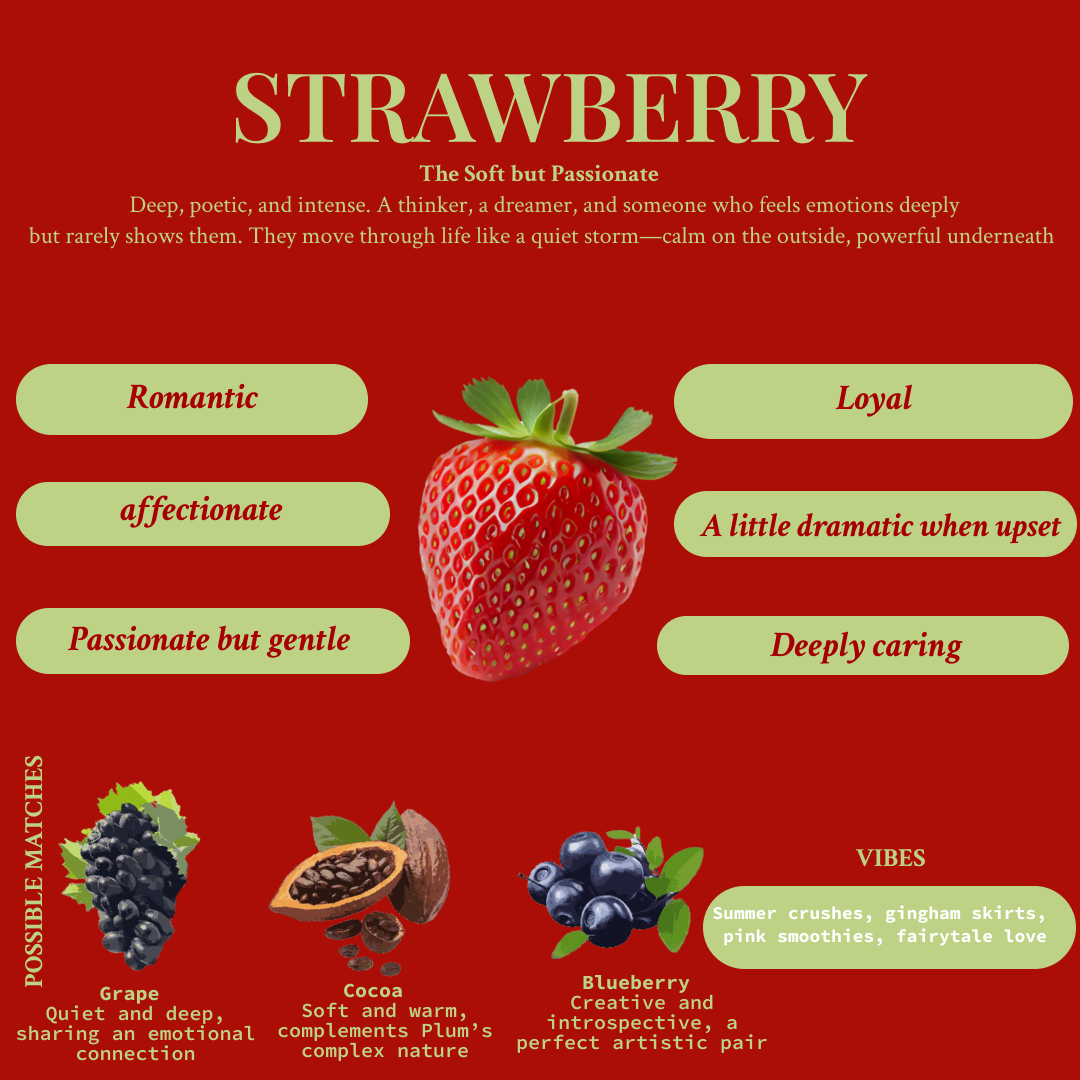 STRAWBERRY
The Soft but Passionate
Deep, poetic, and intense. A thinker, a dreamer, and someone who feels emotions deeply
but rarely shows them. They move through life like a quiet storm—calm on the outside, powerful underneath
Romantic
Loyal
affectionate
A little dramatic when upset
Passionate but gentle
Deeply caring
POSSIBLE MATCHES
Grape
Quiet and deep,
sharing an emotional
connection
Cocoa
Soft and warm,
complements Plum’s
complex nature
Blueberry
Creative and
introspective, a
perfect artistic pair
VIBES
Summer crushes, gingham skirts,
pink smoothies, fairytale love